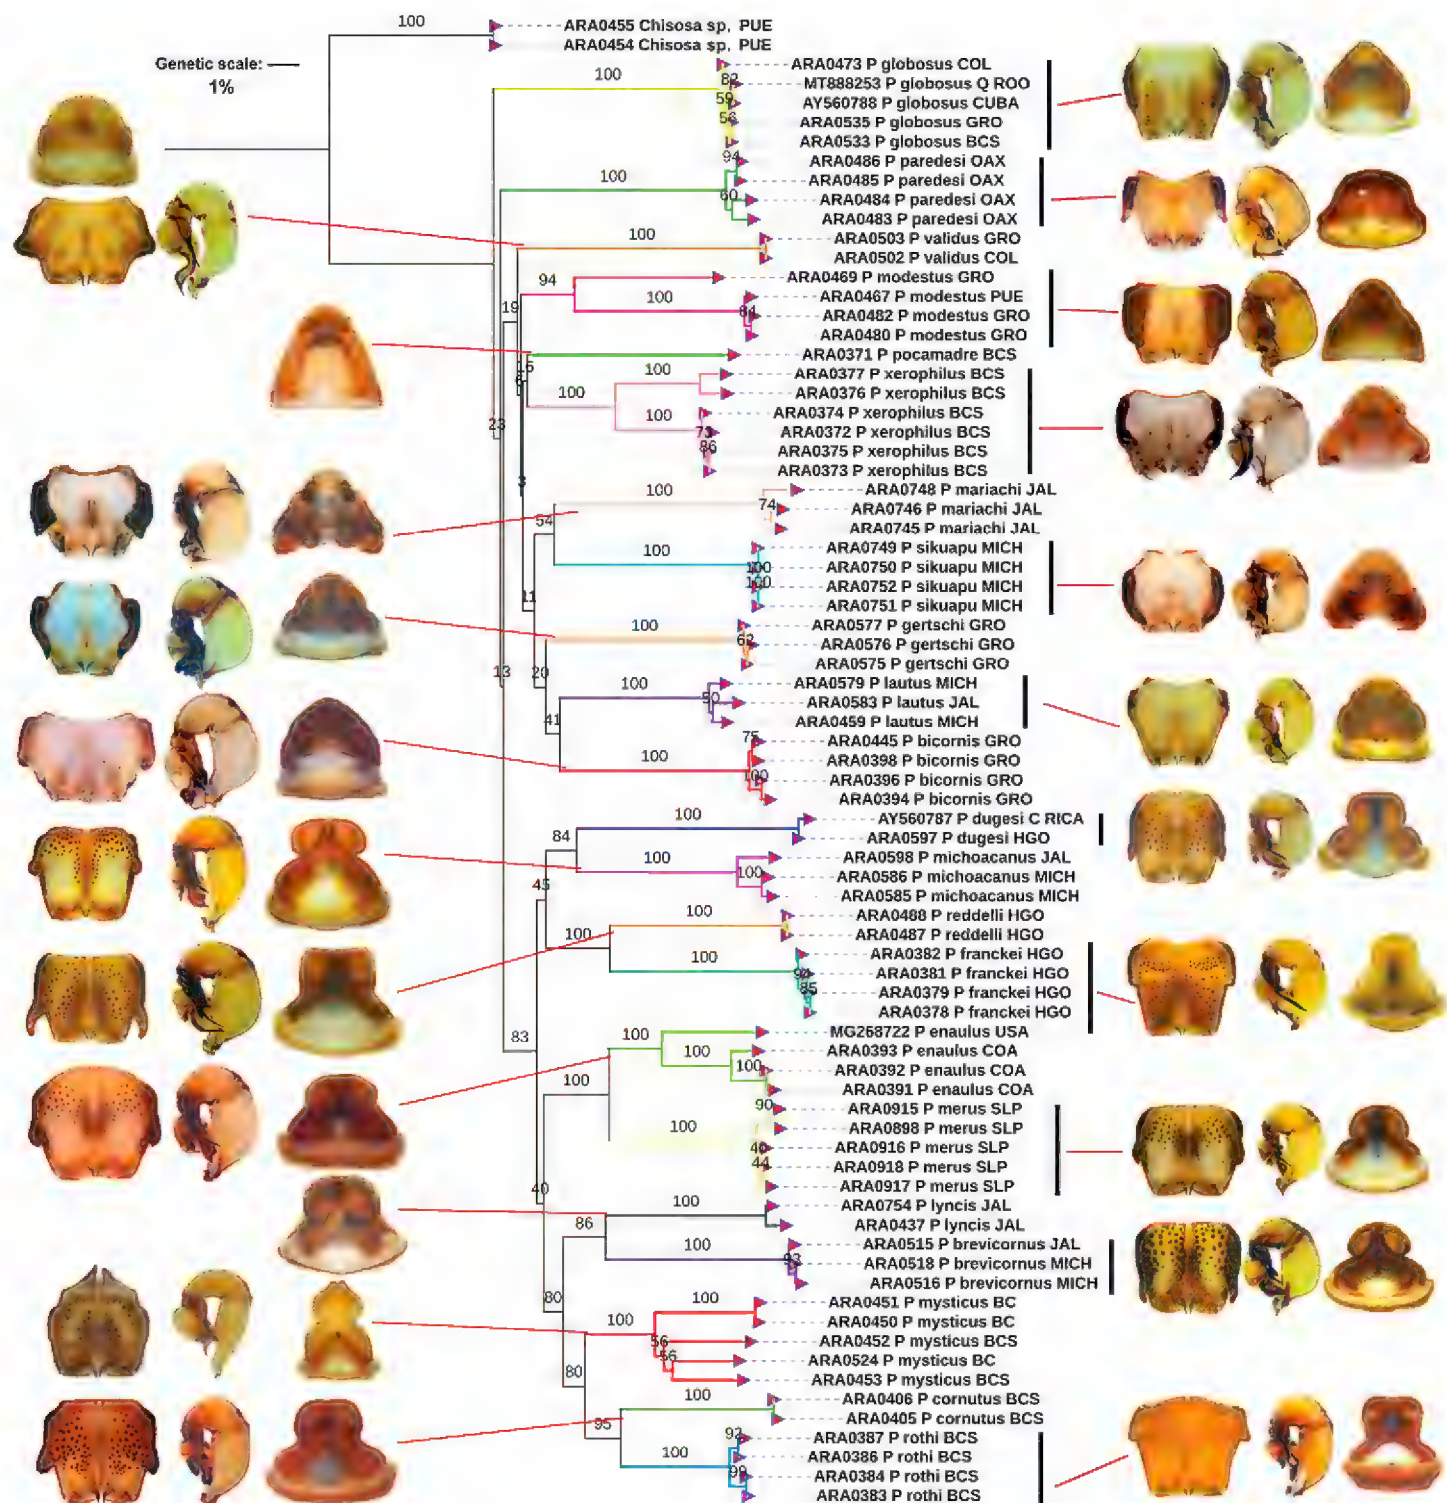 100
ARA0455 Chisosa sp, PUE
ARA0454 Chisosa sp, PUE
Genetic scale:
1%
100
ARA0473 P globosus COL
82
MT888253 P globosus Q ROO
59
AY560788 P globosus CUBA
56
ARA0535 P globosus GRO
ARA0533 P globosus BCS
94
ARA0486 P paredesi OAX
100
ARA0485 P paredesi OAX
60
ARA0484 P paredesi OAX
ARA0483 P paredesi OAX
100
ARA0503 P validus GRO
ARA0502 P validus COL
94
ARA0469 P modestus GRO
19
100
ARA0467 P modestus PUE
84
ARA0482 P modestus GRO
ARA0480 P modestus GRO
ARA0371 P pocamadre BCS
16
6
100
ARA0377 P xerophilus BCS
100
ARA0376 P xerophilus BCS
100
ARA0374 P xerophilus BCS
23
73
ARA0372 P xerophilus BCS
86
ARA0375 P xerophilus BCS
ARA0373 P xerophilus BCS
3
100
ARA0748 P mariachi JAL
74
ARA0746 P mariachi JAL
54
ARA0745 P mariachi JAL
100
ARA0749 P sikuapu MICH
100
ARA0750 P sikuapu MICH
100
ARA0752 P sikuapu MICH
11
ARA0751 P sikuapu MICH
100
ARA0577 P gertschi GRO
62
ARA0576 P gertschi GRO
ARA0575 P gertschi GRO
13
20
100
ARA0579 P lautus MICH
50
ARA0583 P lautus JAL
41
ARA0459 P lautus MICH
75
ARA0445 P bicornis GRO
100
ARA0398 P bicornis GRO
100
ARA0396 P bicornis GRO
ARA0394 P bicornis GRO
100
AY560787 P dugesi C RICA
84
ARA0597 P dugesi HGO
100
ARA0598 P michoacanus JAL
100
ARA0586 P michoacanus MICH
45
ARA0585 P michoacanus MICH
100
ARA0488 P reddelli HGO
100
ARA0487 P reddelli HGO
100
ARA0382 P franckei HGO
94
ARA0381 P franckei HGO
85
ARA0379 P franckei HGO
ARA0378 P franckei HGO
83
100
MG268722 P enaulus USA
100
ARA0393 P enaulus COA
100
ARA0392 P enaulus COA
100
ARA0391 P enaulus COA
90
ARA0915 P merus SLP
100
ARA0898 P merus SLP
ARA0916 P merus SLP
44
ARA0918 P merus SLP
40
ARA0917 P merus SLP
100
ARA0754 P lyncis JAL
86
ARA0437 P lyncis JAL
100
ARA0515 P brevicornus JAL
93
ARA0518 P brevicornus MICH
ARA0516 P brevicornus MICH
80
100
ARA0451 P mysticus BC
100
ARA0450 P mysticus BC
56
ARA0452 P mysticus BCS
56
ARA0524 P mysticus BC
80
ARA0453 P mysticus BCS
100
ARA0406 P cornutus BCS
95
ARA0405 P cornutus BCS
92
ARA0387 P rothi BCS
100
ARA0386 P rothi BCS
99
ARA0384 P rothi BCS
ARA0383 P rothi BCS